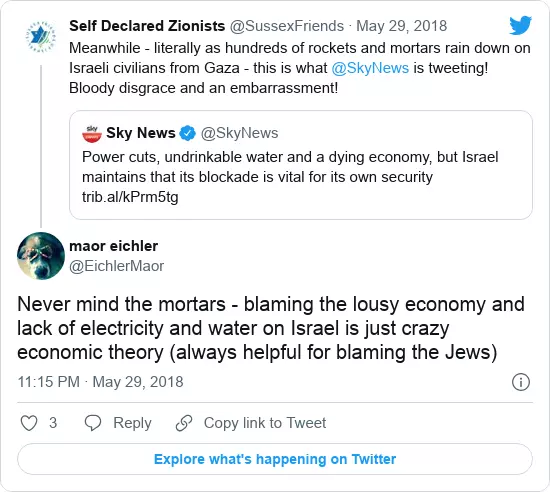 Self Declared Zionists @SussexFriends · May 29, 2018
Meanwhile - literally as hundreds of rockets and mortars rain down on
Israeli civilians from Gaza - this is what @SkyNews is tweeting!
Bloody disgrace and an embarrassment!
sky
Sky News @SkyNews
Power cuts, undrinkable water and a dying economy, but Israel
maintains that its blockade is vital for its own security
trib.al/kPrm5tg
maor eichler
@EichlerMaor
Never mind the mortars - blaming the lousy economy and
lack of electricity and water on Israel is just crazy
economic theory (always helpful for blaming the Jews)
11:15 PM · May 29, 2018
3 Reply Copy link to Tweet
Explore what's happening on Twitter